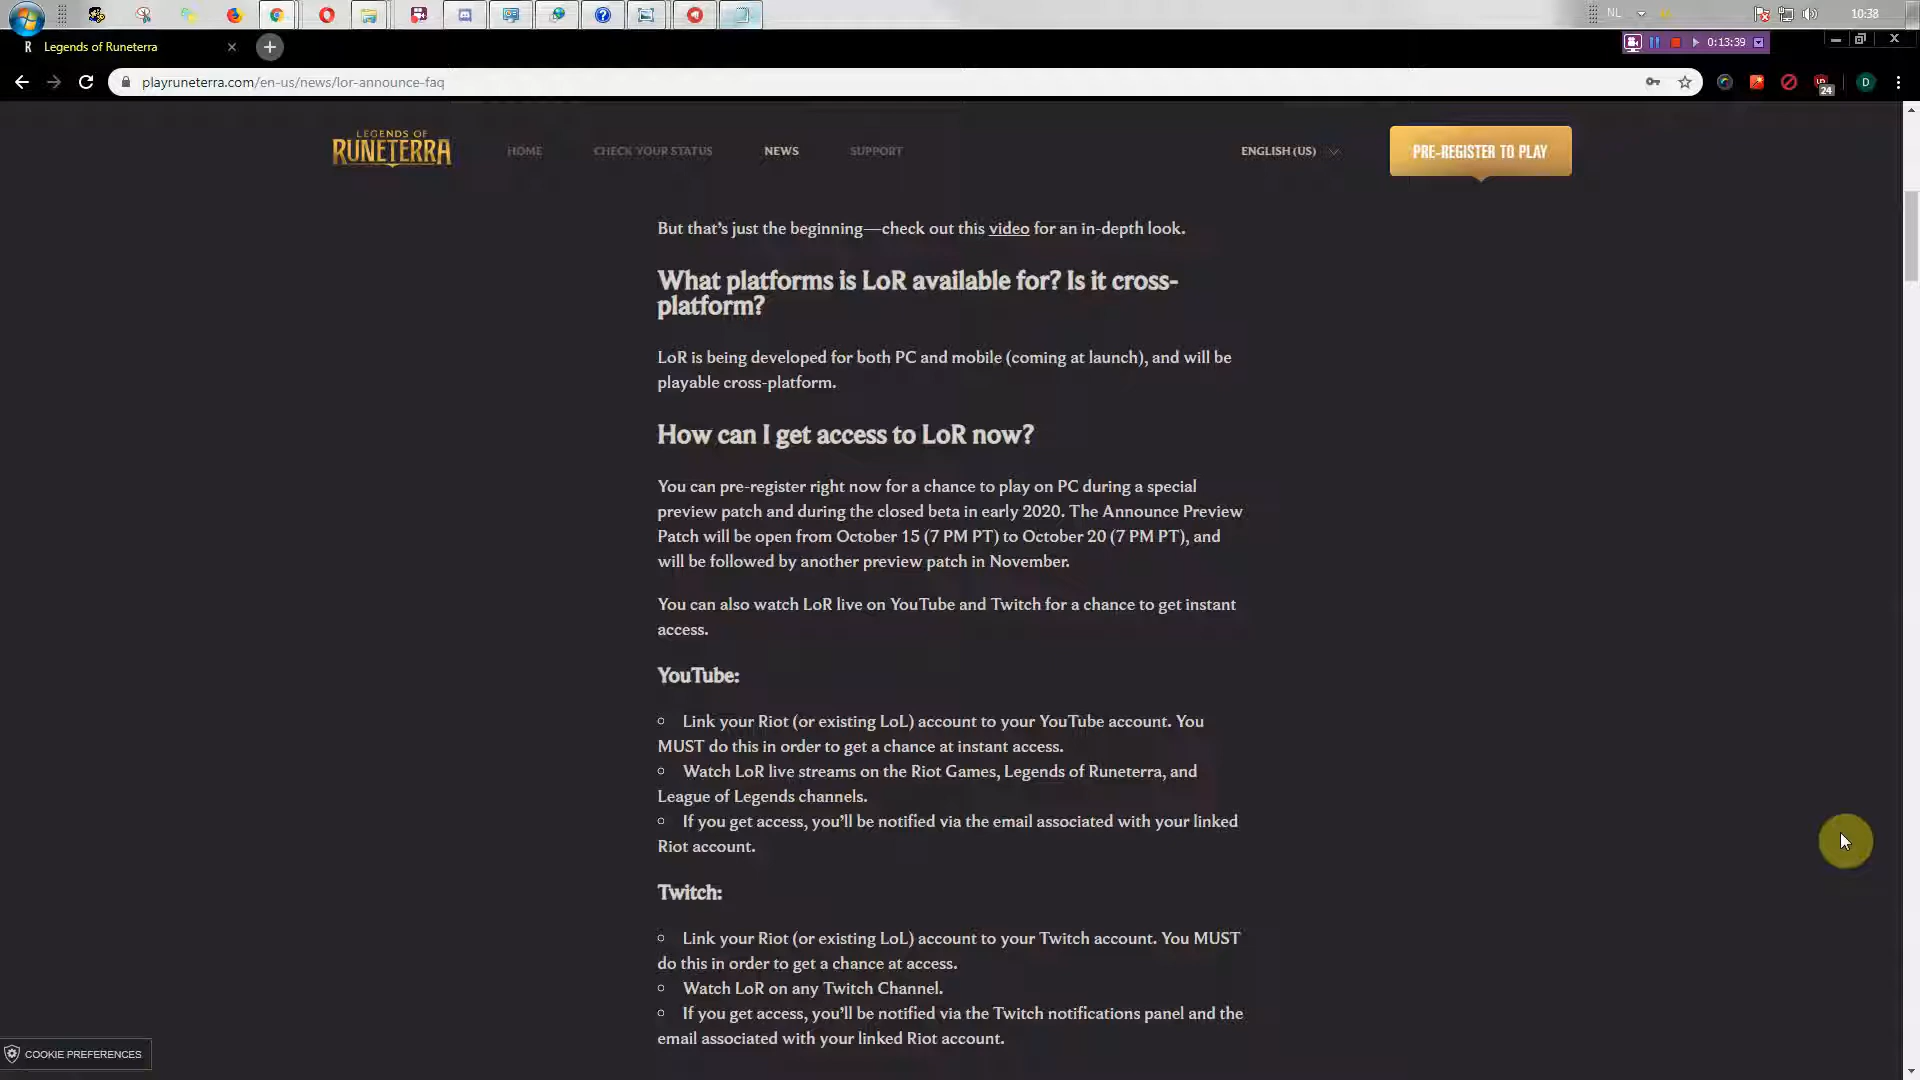 NL
10:38
R Legends of Runeterra
0:13:39
playruneterra.com/en-us/news/lor-announce-faq
24
D
LEGENDS OF
RUNETERRA
HOME
CHECK YOUR STATUS
NEWS
SUPPORT
ENGLISH (US)
PRE-REGISTER TO PLAY
But that’s just the beginning—check out this video for an in-depth look.
What platforms is LoR available for? Is it cross-
platform?
LoR is being developed for both PC and mobile (coming at launch), and will be
playable cross-platform.
How can I get access to LoR now?
You can pre-register right now for a chance to play on PC during a special
preview patch and during the closed beta in early 2020. The Announce Preview
Patch will be open from October 15 (7 PM PT) to October 20 (7 PM PT), and
will be followed by another preview patch in November.
You can also watch LoR live on YouTube and Twitch for a chance to get instant
access.
YouTube:
Link your Riot (or existing LoL) account to your YouTube account. You
MUST do this in order to get a chance at instant access.
Watch LoR live streams on the Riot Games, Legends of Runeterra, and
League of Legends channels.
If you get access, you’ll be notified via the email associated with your linked
Riot account.
Twitch:
Link your Riot (or existing LoL) account to your Twitch account. You MUST
do this in order to get a chance at access.
Watch LoR on any Twitch Channel.
If you get access, you’ll be notified via the Twitch notifications panel and the
email associated with your linked Riot account.
COOKIE PREFERENCES